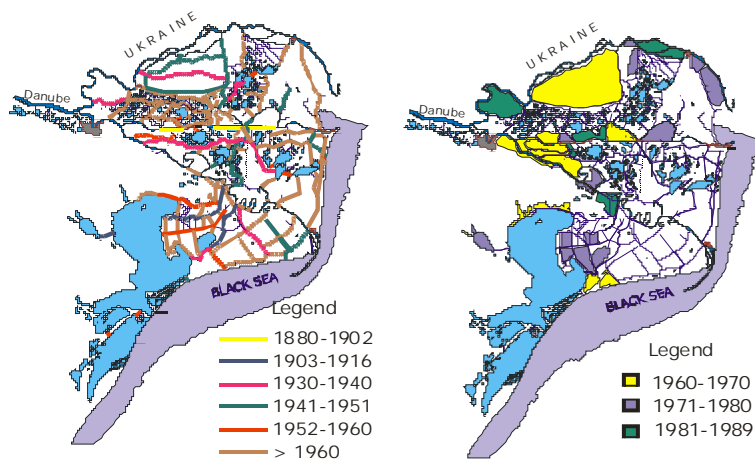 UKRAINE
Danube
BLACK SEA
Legend
1880-1902
1903-1916
1930-1940
1941-1951
1952-1960
> 1960
UKRAINE
Danube
BLACK SEA
Legend
1960-1970
1971-1980
1981-1989